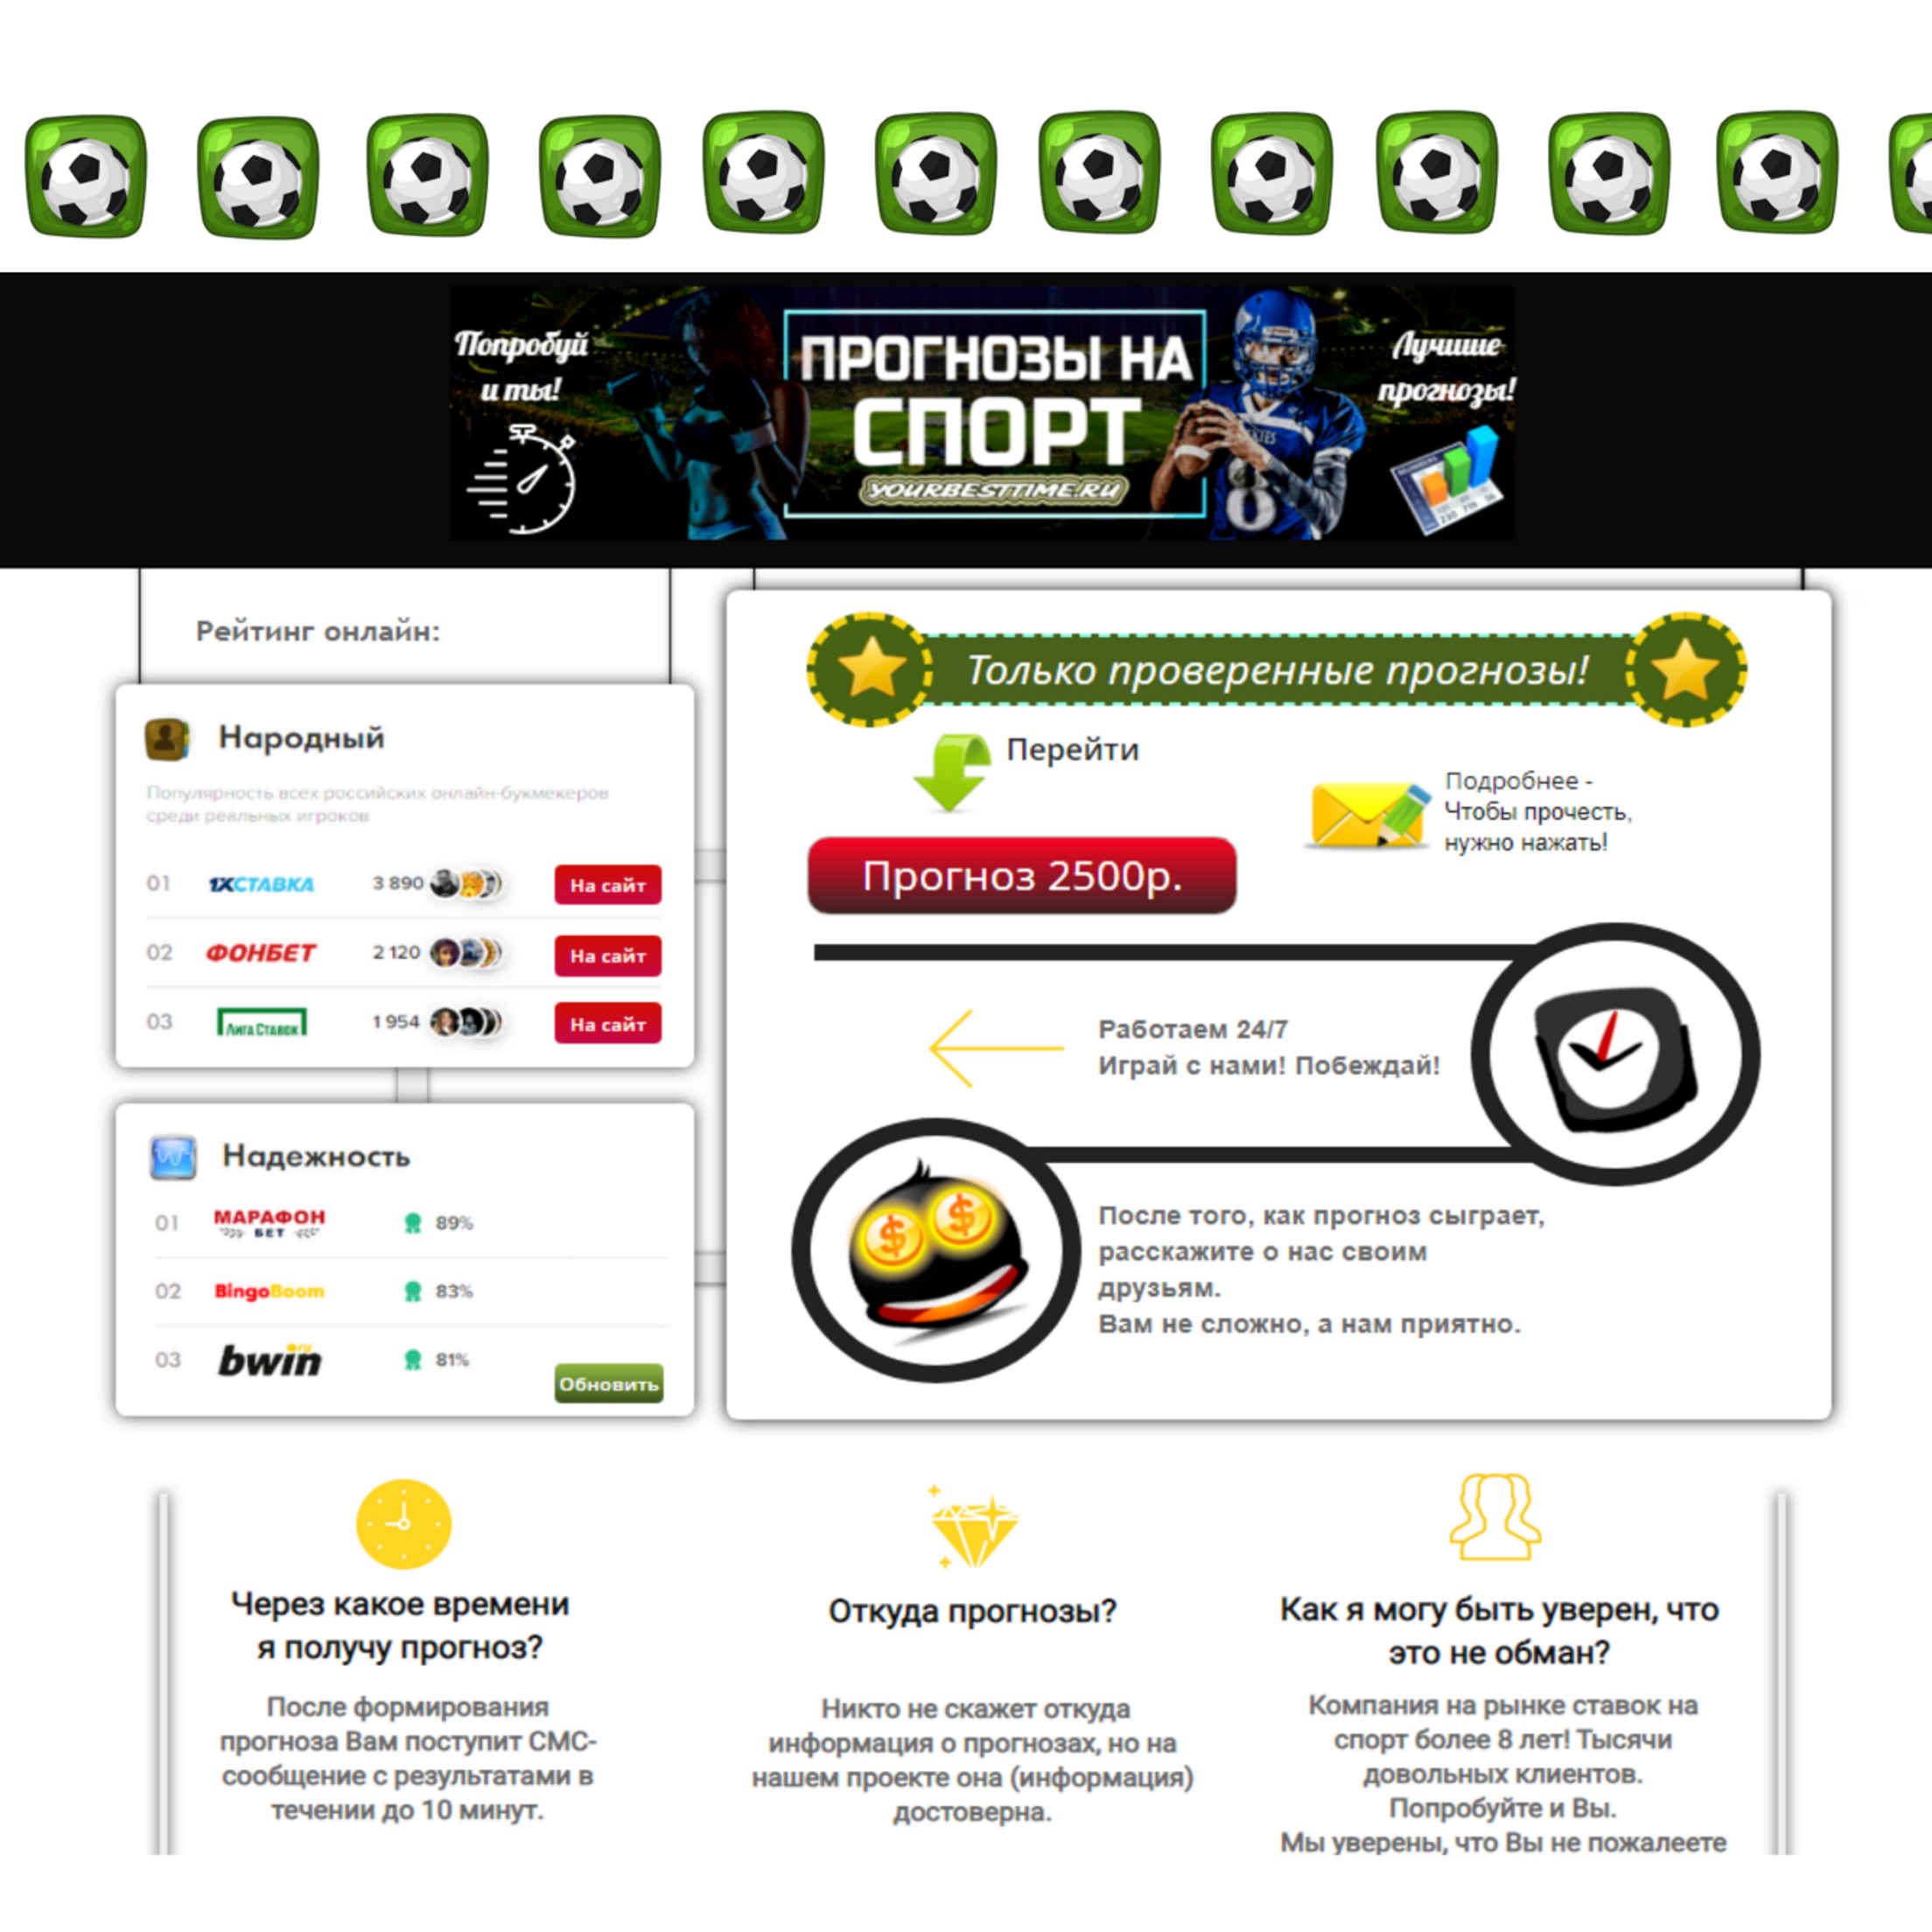 Попробуй
и ты!
ПРОГНОЗЫ НА
СПОРТ
YOURBESTTIME.RU
Лучшие
прогнозы!
Рейтинг онлайн:
Народный
Популярность всех российских онлайн-букмекеров
среди реальных игроков
01 1XСТАВКА 3 890 На сайт
02 ФОНБЕТ 2 120 На сайт
03 Лига Ставок 1 954 На сайт
Надежность
01 МАРАФОН БЕТ 89%
02 BingoBoom 83%
03 bwin ru 81%
Обновить
Только проверенные прогнозы!
Перейти
Подробнее -
Чтобы прочесть,
нужно нажать!
Прогноз 2500р.
Работаем 24/7
Играй с нами! Побеждай!
После того, как прогноз сыграет,
расскажите о нас своим
друзьям.
Вам не сложно, а нам приятно.
Через какое времени
я получу прогноз?
После формирования
прогноза Вам поступит СМС-
сообщение с результатами в
течении до 10 минут.
Откуда прогнозы?
Никто не скажет откуда
информация о прогнозах, но на
нашем проекте она (информация)
достоверна.
Как я могу быть уверен, что
это не обман?
Компания на рынке ставок на
спорт более 8 лет! Тысячи
довольных клиентов.
Попробуйте и Вы.
Мы уверены, что Вы не пожалеете